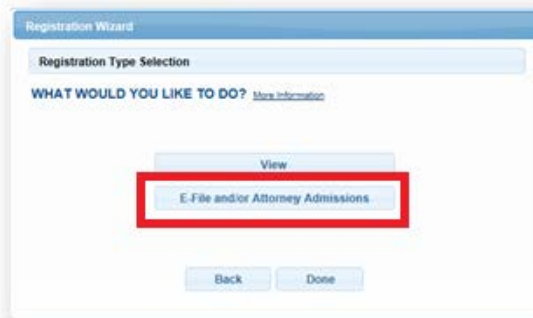 Registration Wizard
Registration Type Selection
WHAT WOULD YOU LIKE TO DO? More Information
View
E-File and/or Attorney Admissions
Back Done